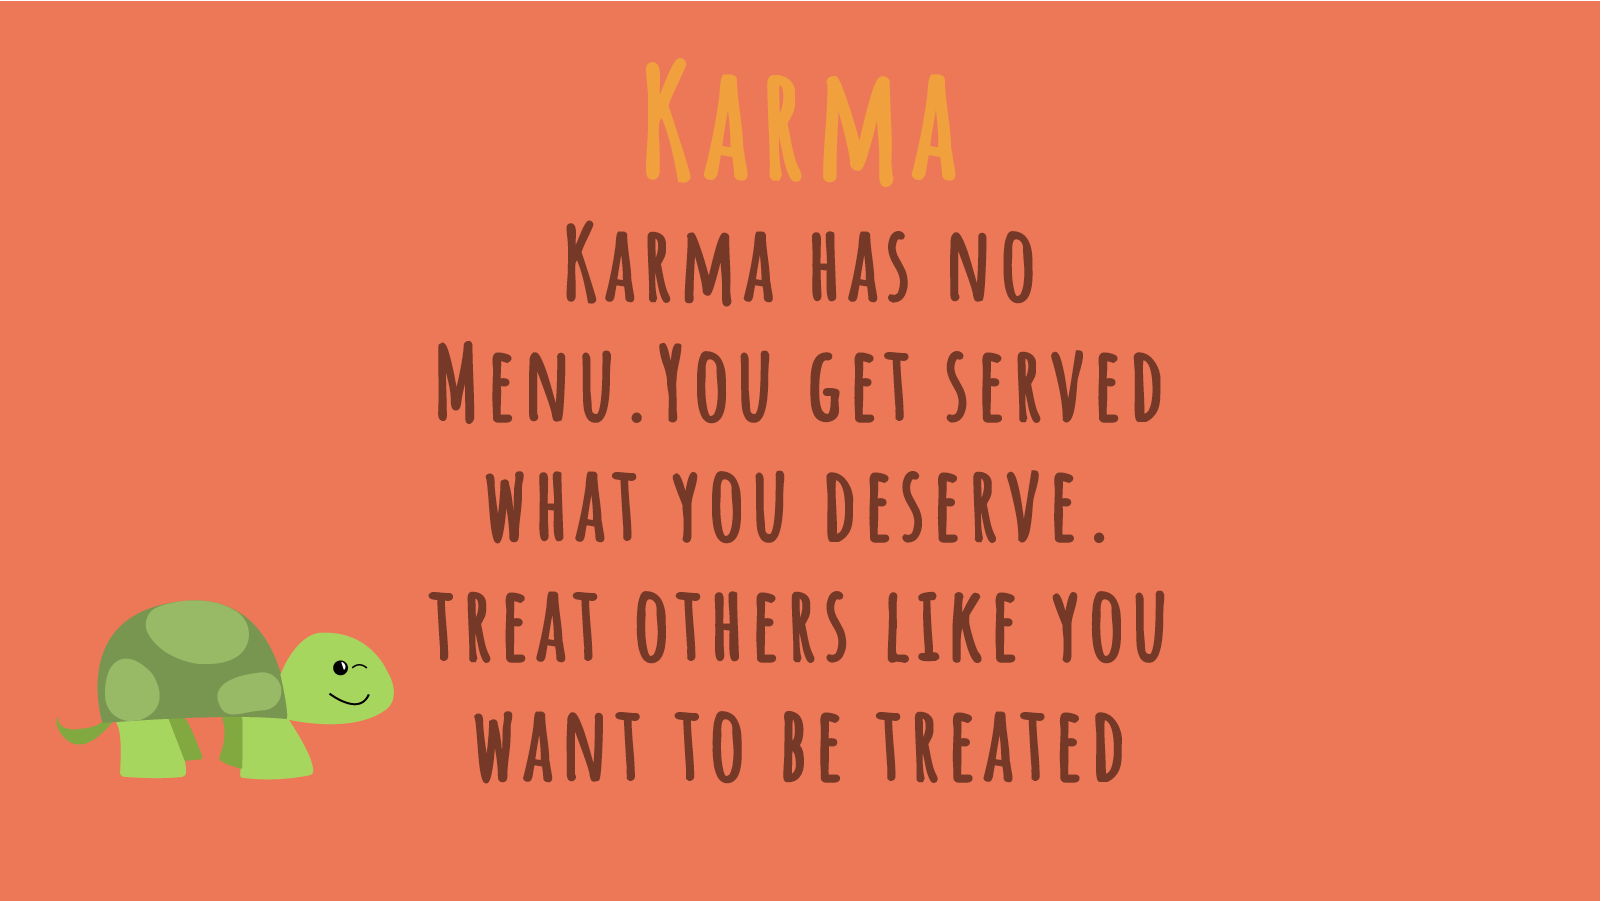 Karma
Karma has no
Menu.You get served
what you deserve.
treat others like you
want to be treated